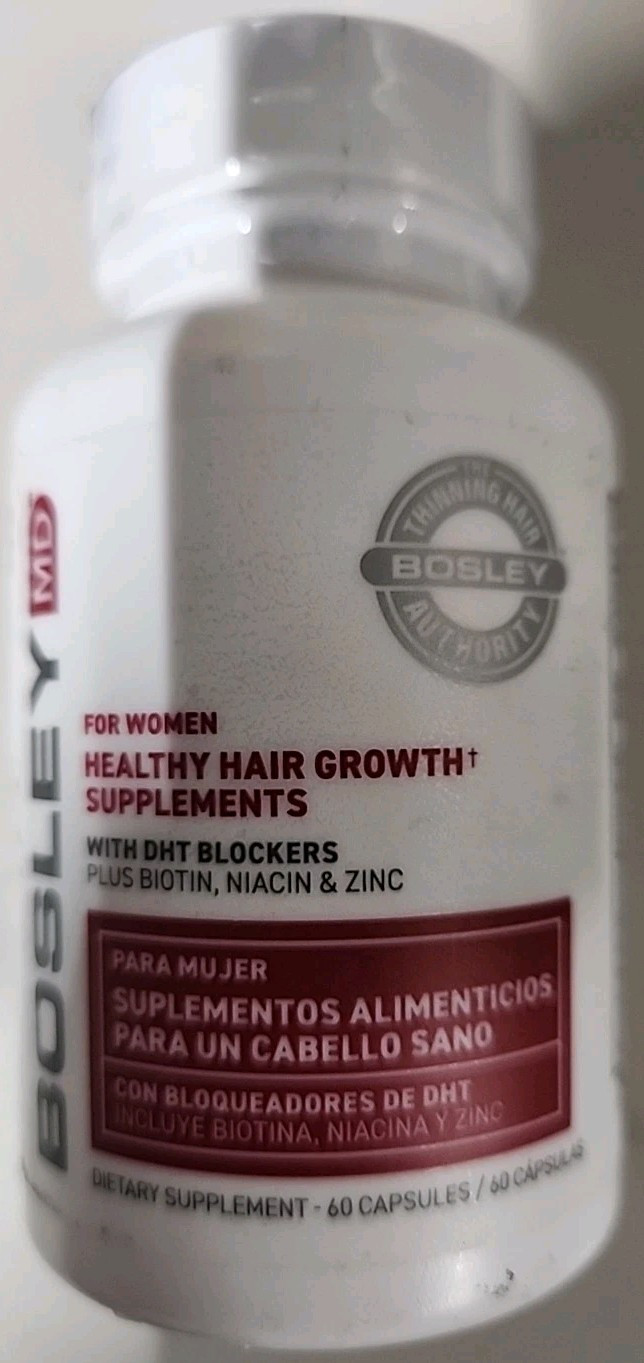 BOSLEY MD
THE
THINNING HAIR
BOSLEY
AUTHORITY
FOR WOMEN
HEALTHY HAIR GROWTH†
SUPPLEMENTS
WITH DHT BLOCKERS
PLUS BIOTIN, NIACIN & ZINC
PARA MUJER
SUPLEMENTOS ALIMENTICIOS
PARA UN CABELLO SANO
CON BLOQUEADORES DE DHT
INCLUYE BIOTINA, NIACINA Y ZINC
DIETARY SUPPLEMENT - 60 CAPSULES / 60 CÁPSULAS